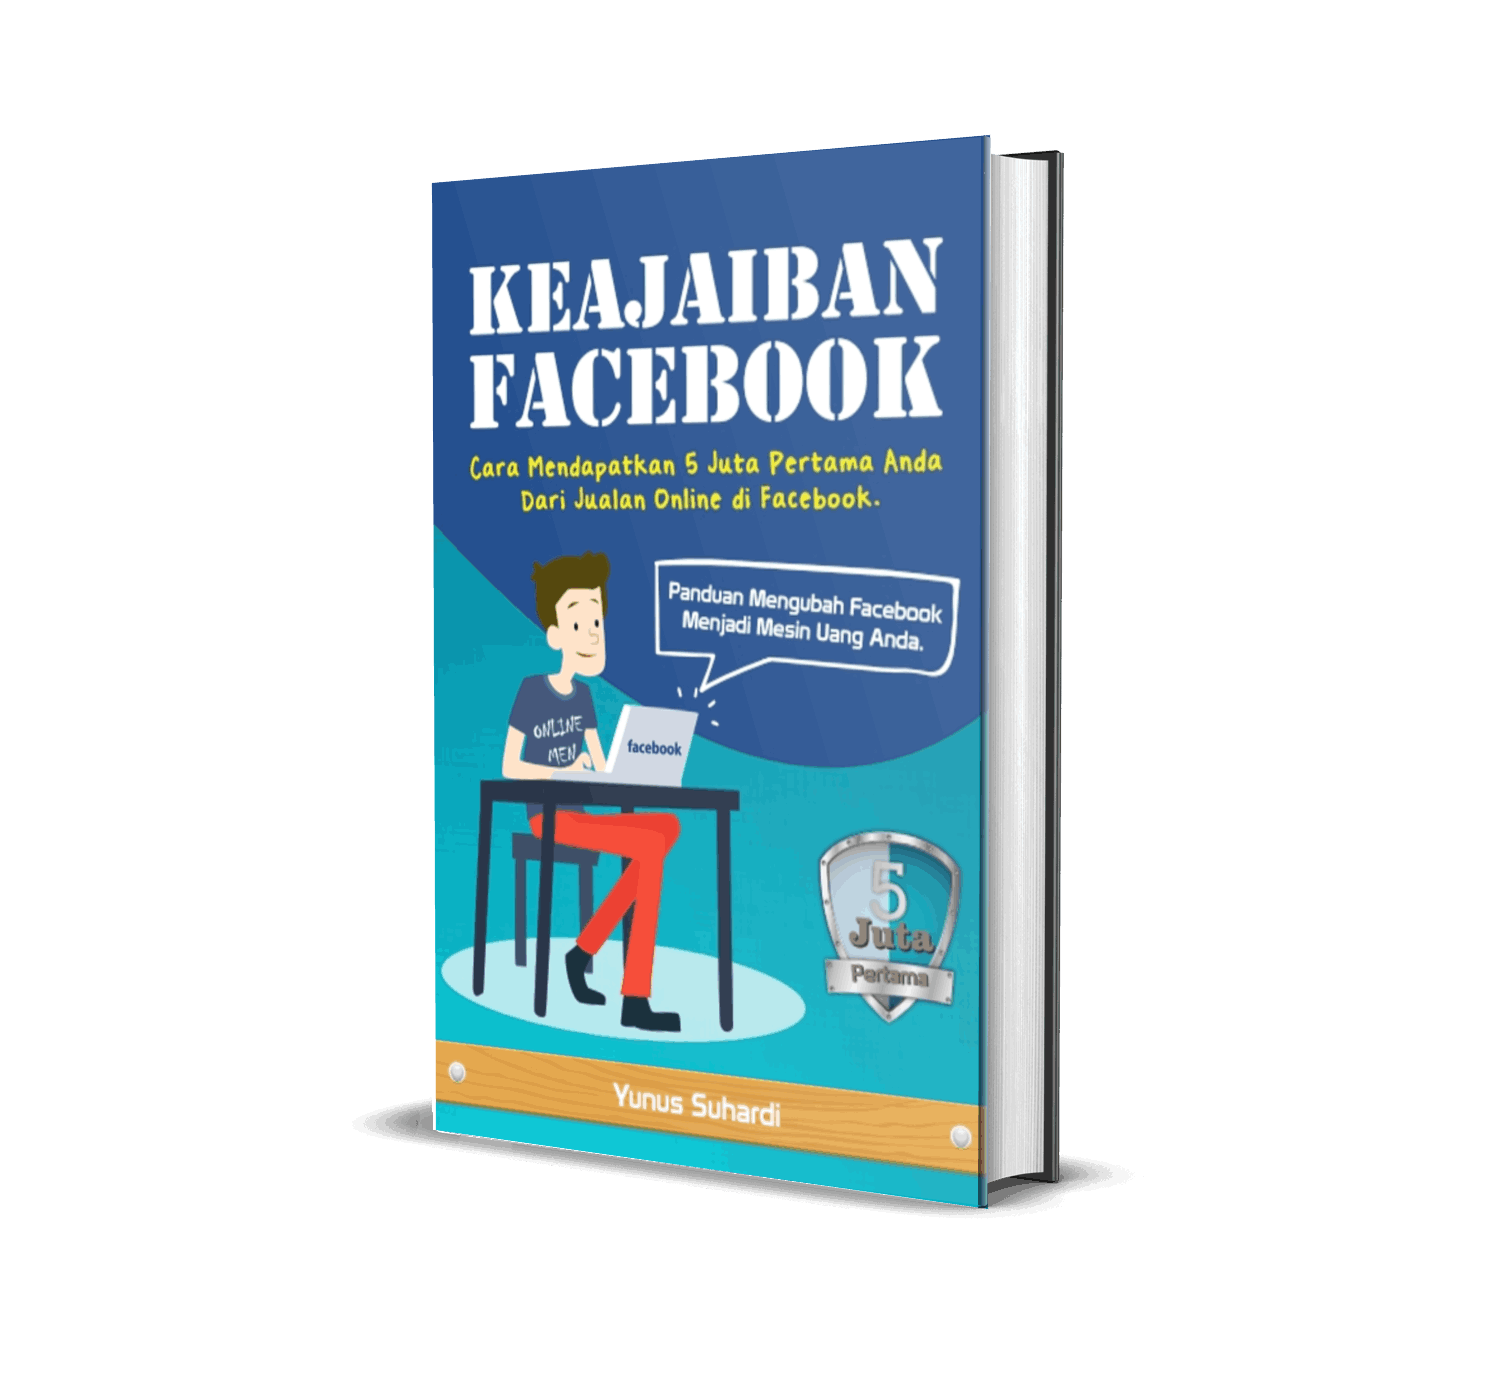 KEAJAIBAN
FACEBOOK
Cara Mendapatkan 5 Juta Pertama Anda
Dari Jualan Online di Facebook.
Panduan Mengubah Facebook
Menjadi Mesin Uang Anda.
ONLINE
MEN
facebook
5
Juta
Pertama
Yunus Suhardi